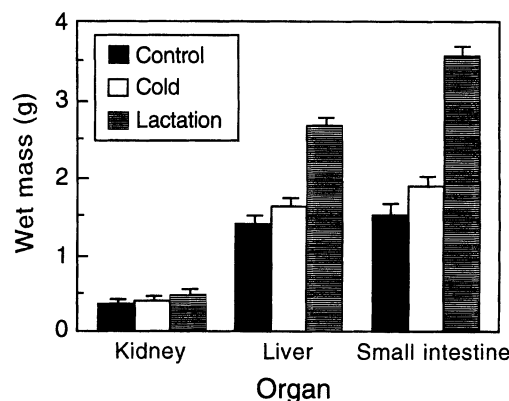 4
3
2
1
0
Wet mass (g)
Control
Cold
Lactation
Kidney Liver Small intestine
Organ